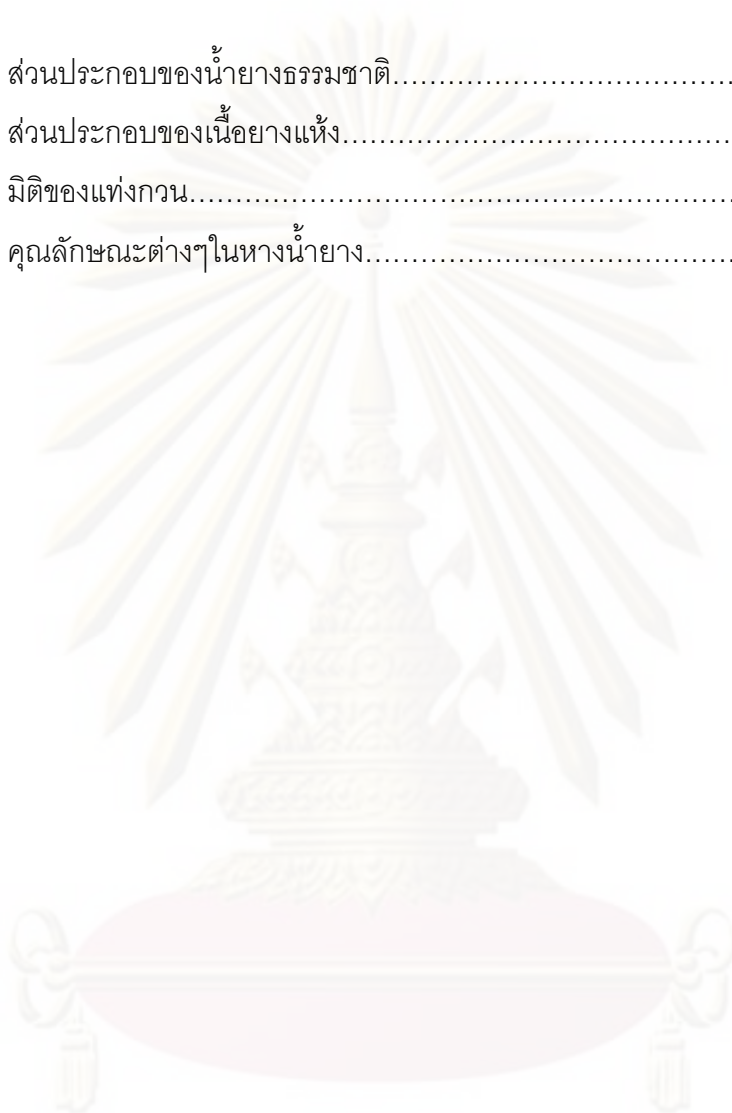 ส่วนประกอบของน้ำยางธรรมชาติ......................................
ส่วนประกอบของเนื้อยางแห้ง...........................................
มิติของแท่งกวน............................................................
คุณลักษณะต่างๆในหางน้ำยาง........................................